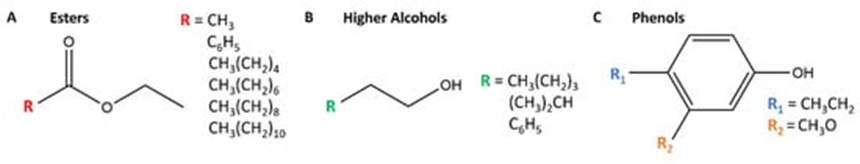 A Esters
R = CH₃
C₆H₅
CH₃(CH₂)₄
CH₃(CH₂)₆
CH₃(CH₂)₈
CH₃(CH₂)₁₀
O
R
O
B Higher Alcohols
OH
R
R = CH₃(CH₂)₃
(CH₃)₂CH
C₆H₅
C Phenols
R₁
OH
R₂
R₁ = CH₃CH₂
R₂ = CH₃O